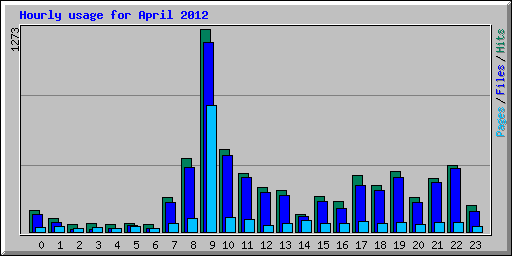 Hourly usage for April 2012
1273
Pages / Files / Hits
0 1 2 3 4 5 6 7 8 9 10 11 12 13 14 15 16 17 18 19 20 21 22 23